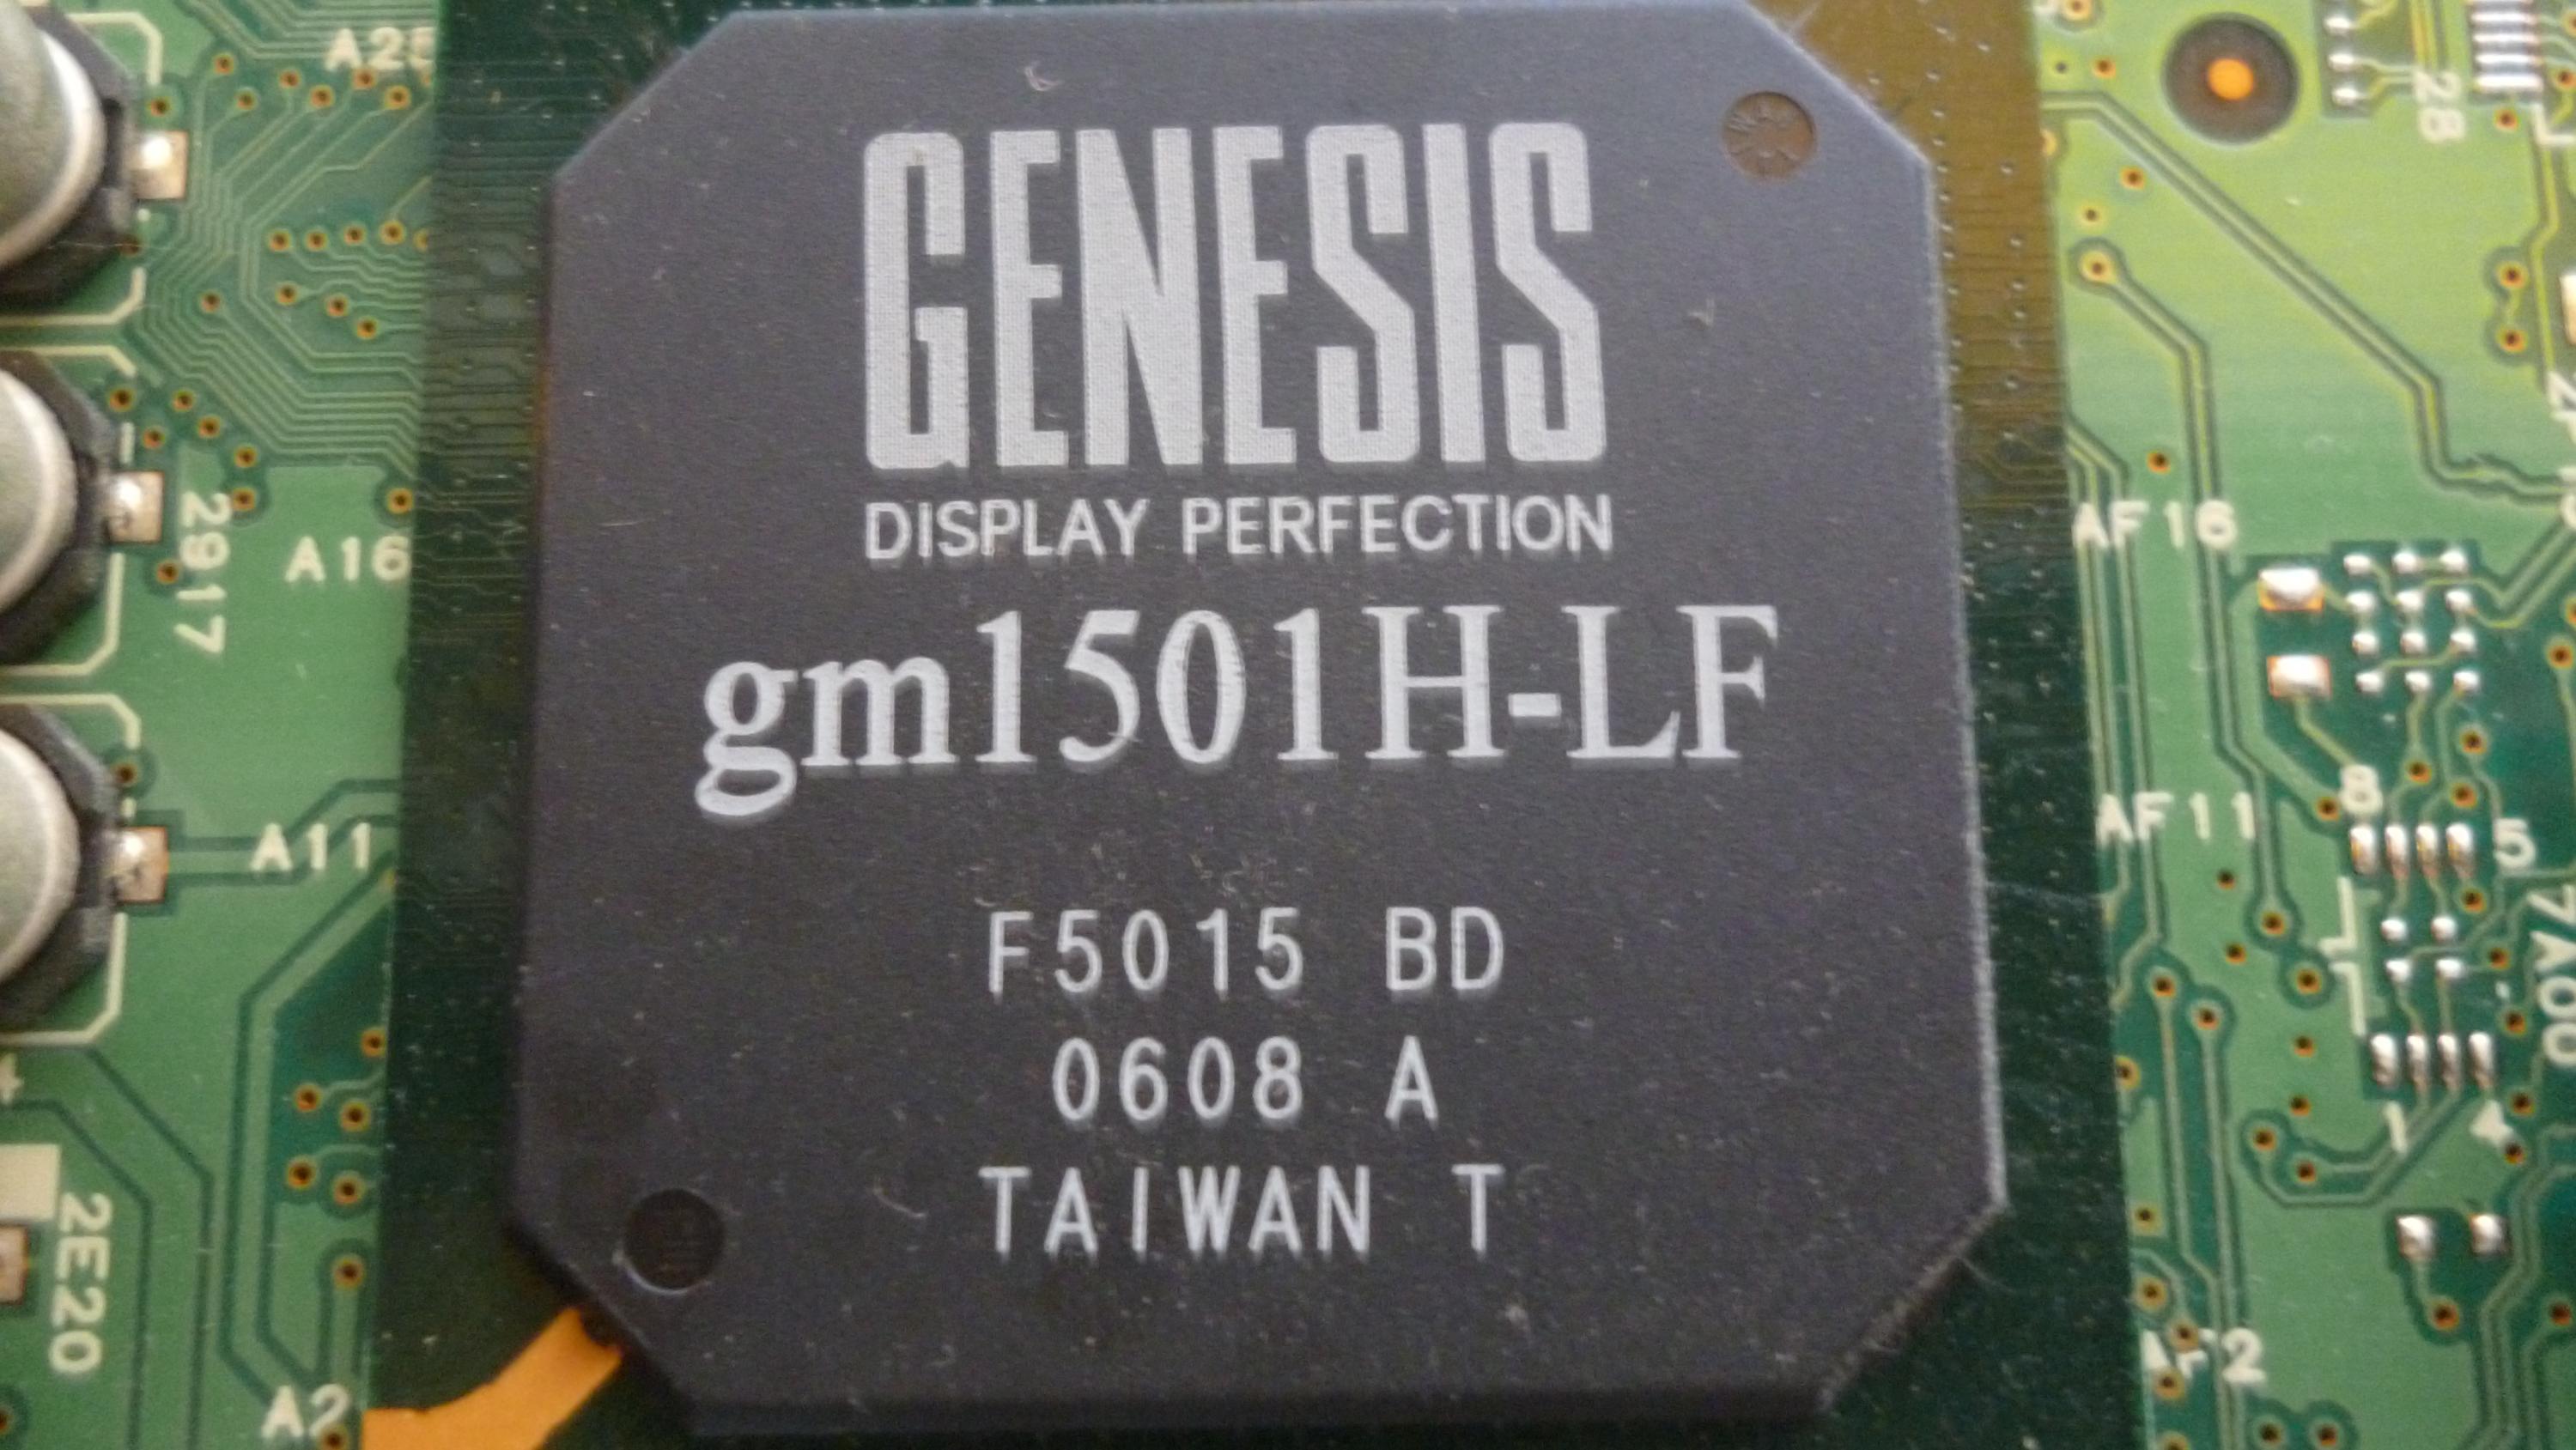 A25
28
GENESIS
DISPLAY PERFECTION
2917
A16
AF16
gm1501H-LF
A11
AF11
8
5
F5015 BD
0608 A
1
4
TAIWAN T
2E20
A2
AF2